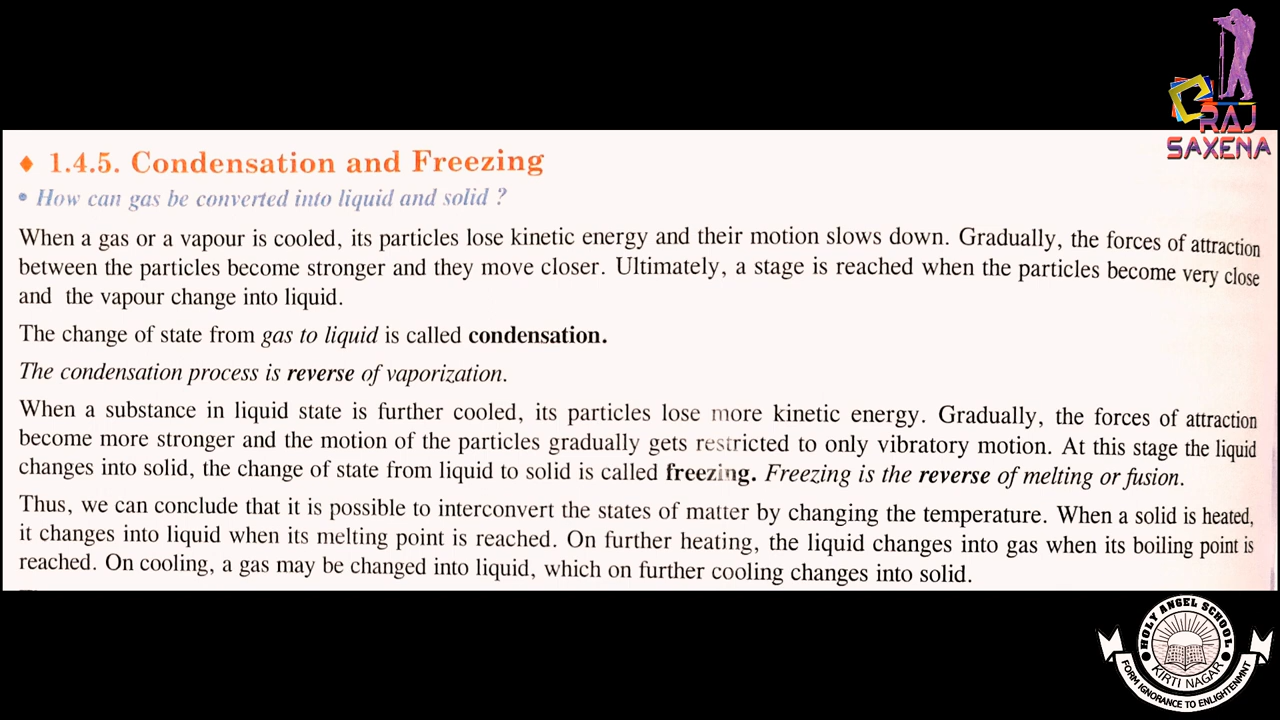 RAJ
SAXENA
♦ 1.4.5. Condensation and Freezing
• How can gas be converted into liquid and solid ?
When a gas or a vapour is cooled, its particles lose kinetic energy and their motion slows down. Gradually, the forces of attraction
between the particles become stronger and they move closer. Ultimately, a stage is reached when the particles become very close
and the vapour change into liquid.
The change of state from gas to liquid is called condensation.
The condensation process is reverse of vaporization.
When a substance in liquid state is further cooled, its particles lose more kinetic energy. Gradually, the forces of attraction
become more stronger and the motion of the particles gradually gets restricted to only vibratory motion. At this stage the liquid
changes into solid, the change of state from liquid to solid is called freezing. Freezing is the reverse of melting or fusion.
Thus, we can conclude that it is possible to interconvert the states of matter by changing the temperature. When a solid is heated,
it changes into liquid when its melting point is reached. On further heating, the liquid changes into gas when its boiling point is
reached. On cooling, a gas may be changed into liquid, which on further cooling changes into solid.
HOLY ANGEL SCHOOL
KIRTI NAGAR
FORM IGNORANCE TO ENLIGHTENMNT